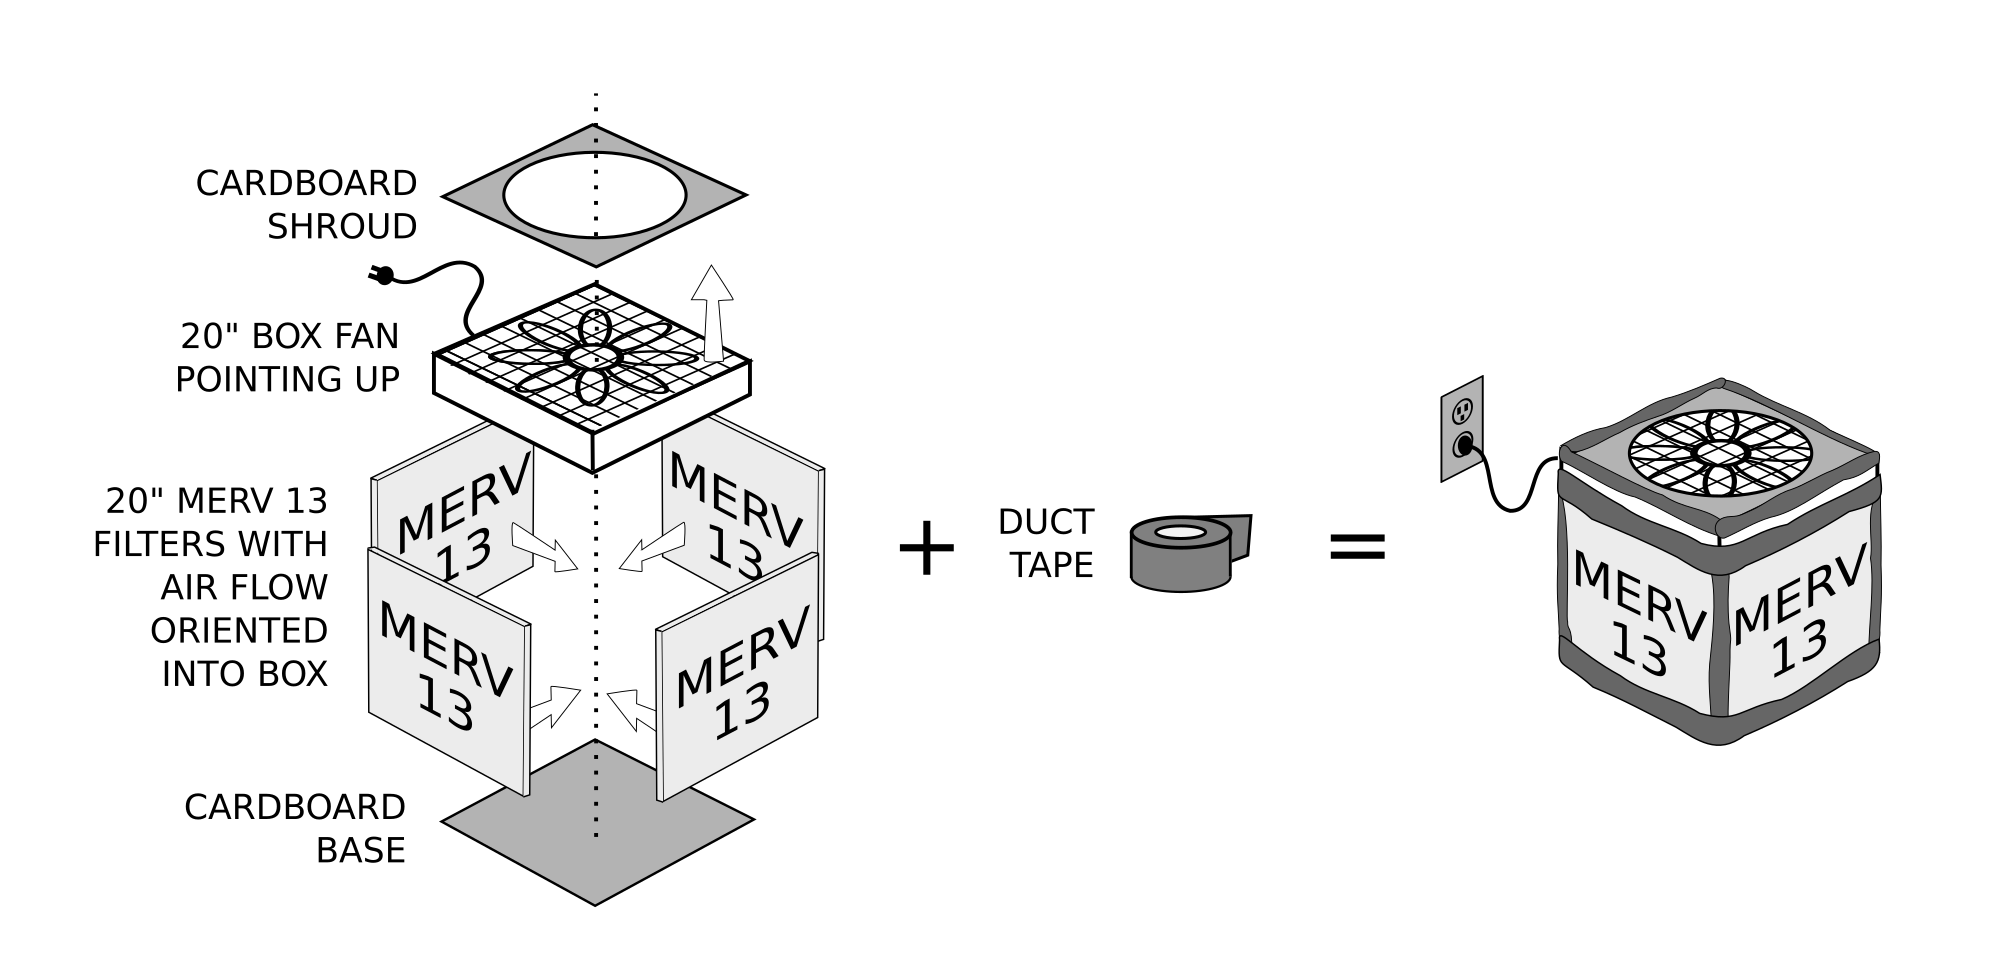 CARDBOARD
SHROUD
20" BOX FAN
POINTING UP
20" MERV 13
FILTERS WITH
AIR FLOW
ORIENTED
INTO BOX
MERV
13
MERV
13
MERV
13
MERV
13
CARDBOARD
BASE
+
DUCT
TAPE
=
MERV
13
MERV
13